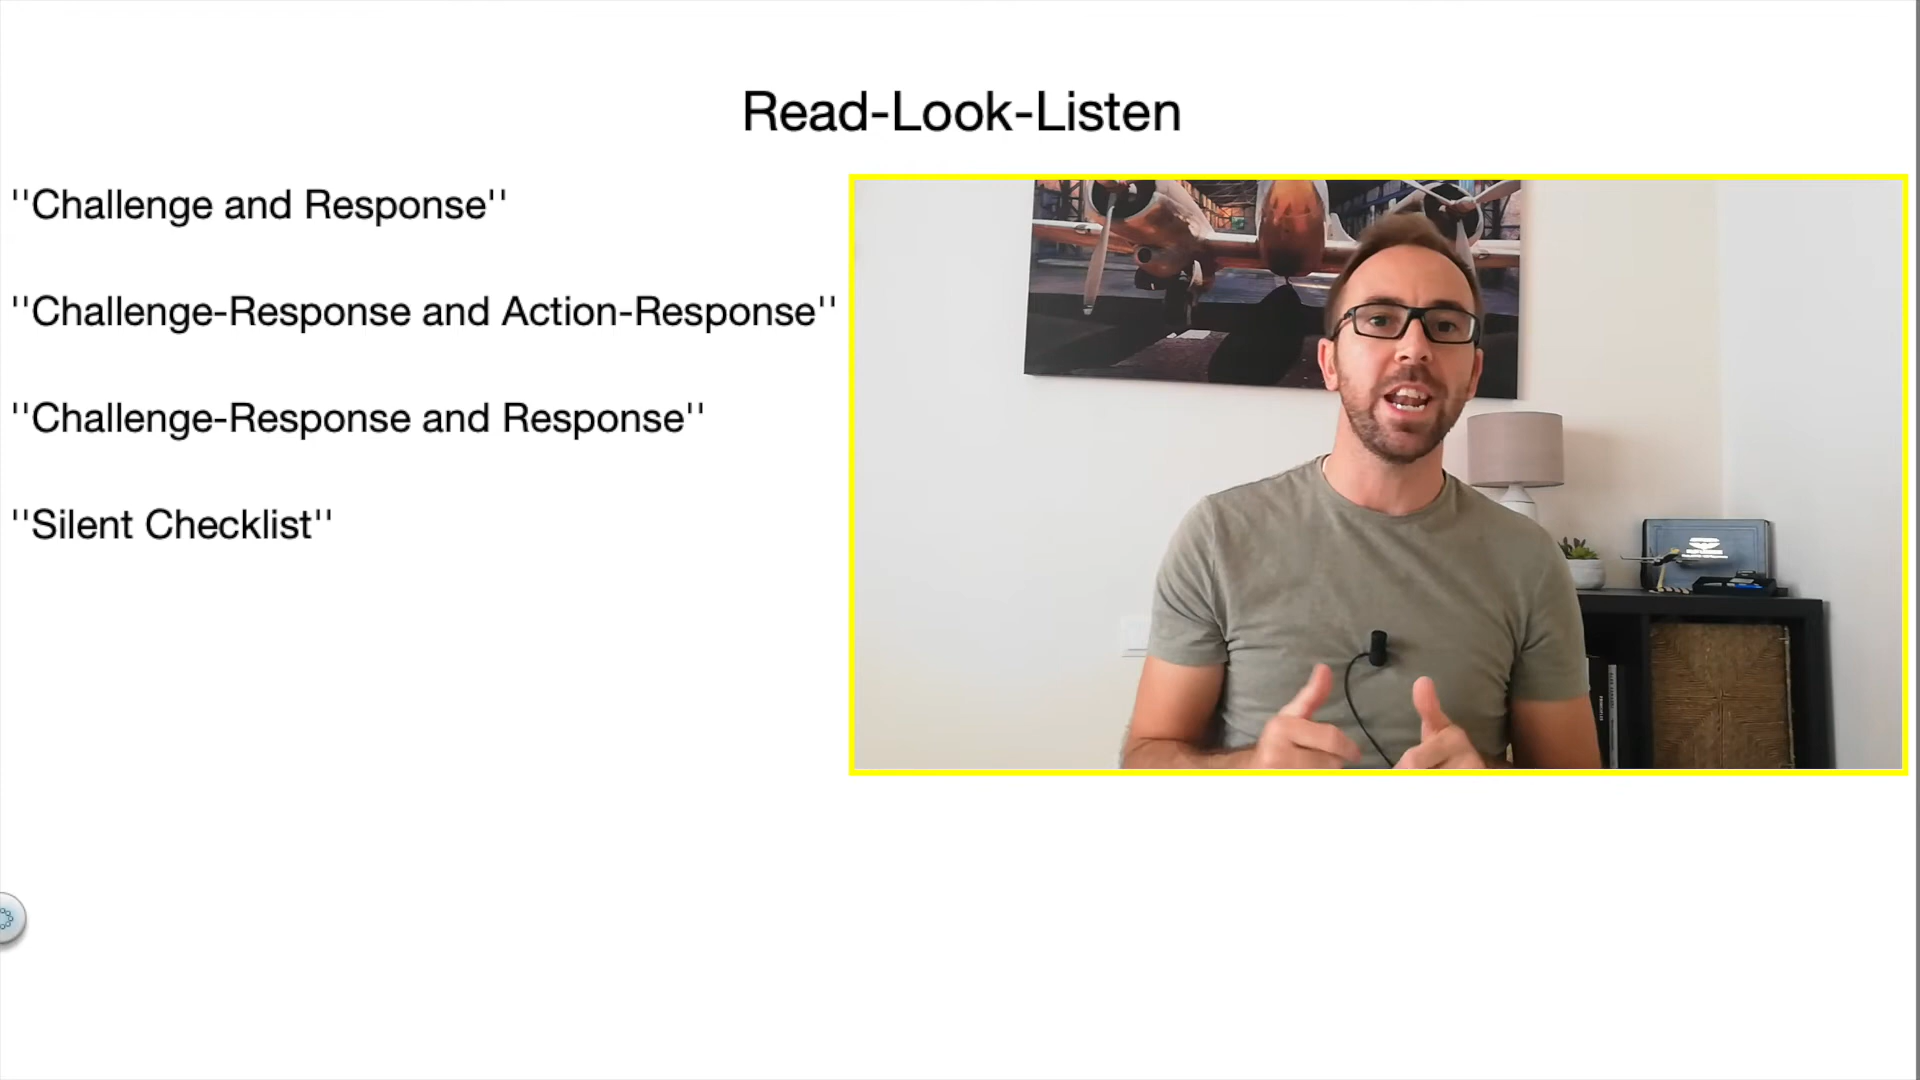 Read-Look-Listen
''Challenge and Response''
''Challenge-Response and Action-Response''
''Challenge-Response and Response''
''Silent Checklist''